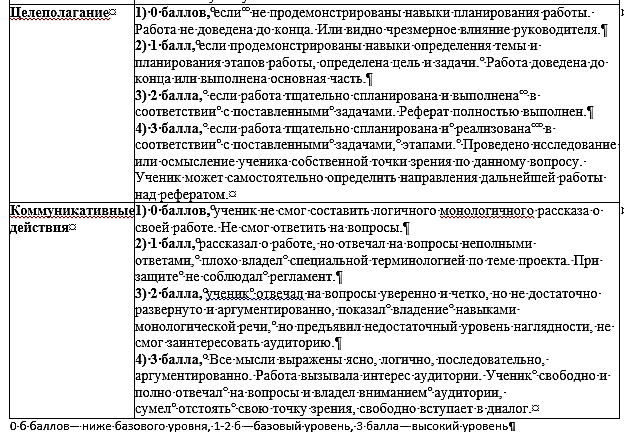 Целеполагание
1) 0 баллов, если не продемонстрированы навыки планирования работы.
Работа не доведена до конца. Или видно чрезмерное влияние руководителя.
2) 1 балл, если продемонстрированы навыки определения темы и
планирования этапов работы, определена цель и задачи. Работа доведена до
конца или выполнена основная часть.
3) 2 балла, если работа тщательно спланирована и выполнена в
соответствии с поставленными задачами. Реферат полностью выполнен.
4) 3 балла, если работа тщательно спланирована и реализована в
соответствии с поставленными задачами, этапами. Проведено исследование
или осмысление ученика собственной точки зрения по данному вопросу.
Ученик может самостоятельно определить направления дальнейшей работы
над рефератом.
Коммуникативные
действия
1) 0 баллов, ученик не смог составить логичного монологичного рассказа о
своей работе. Не смог ответить на вопросы.
2) 1 балл, рассказал о работе, но отвечал на вопросы неполными
ответами, плохо владел специальной терминологией по теме проекта. При
защите не соблюдал регламент.
3) 2 балла, ученик отвечал на вопросы уверенно и четко, но не достаточно
развернуто и аргументированно, показал владение навыками
монологической речи, но предъявил недостаточный уровень наглядности, не
смог заинтересовать аудиторию.
4) 3 балла, Все мысли выражены ясно, логично, последовательно,
аргументированно. Работа вызывала интерес аудитории. Ученик свободно и
полно отвечал на вопросы и владел вниманием аудитории,
сумел отстоять свою точку зрения, свободно вступает в диалог.
0 б баллов — ниже базового уровня, 1-2 б — базовый уровень, 3 балла — высокий уровень